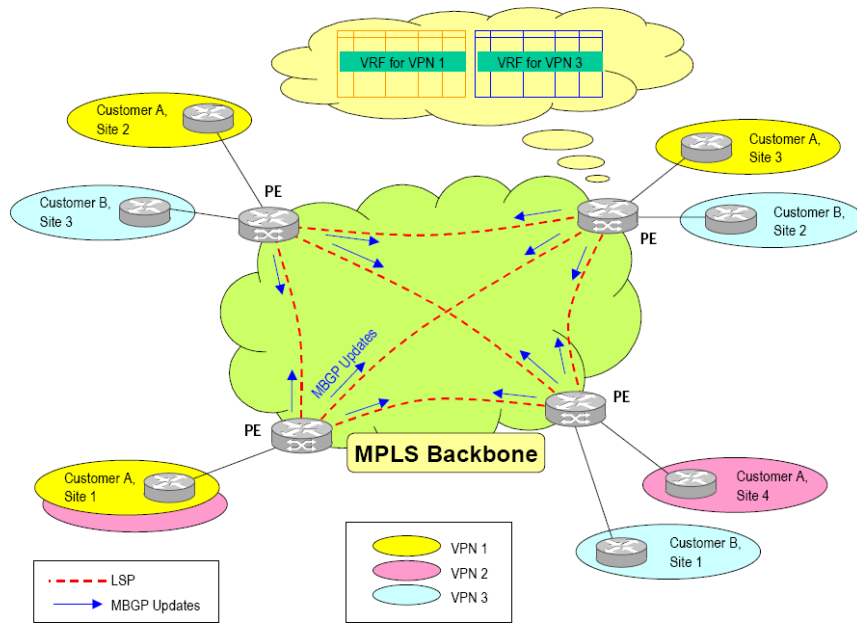 VRF for VPN 1
VRF for VPN 3
Customer A,
Site 2
Customer A,
Site 3
PE
Customer B,
Site 3
Customer B,
Site 2
PE
MBGP Updates
PE
PE
MPLS Backbone
Customer A,
Site 1
Customer A,
Site 4
Customer B,
Site 1
VPN 1
VPN 2
VPN 3
LSP
MBGP Updates